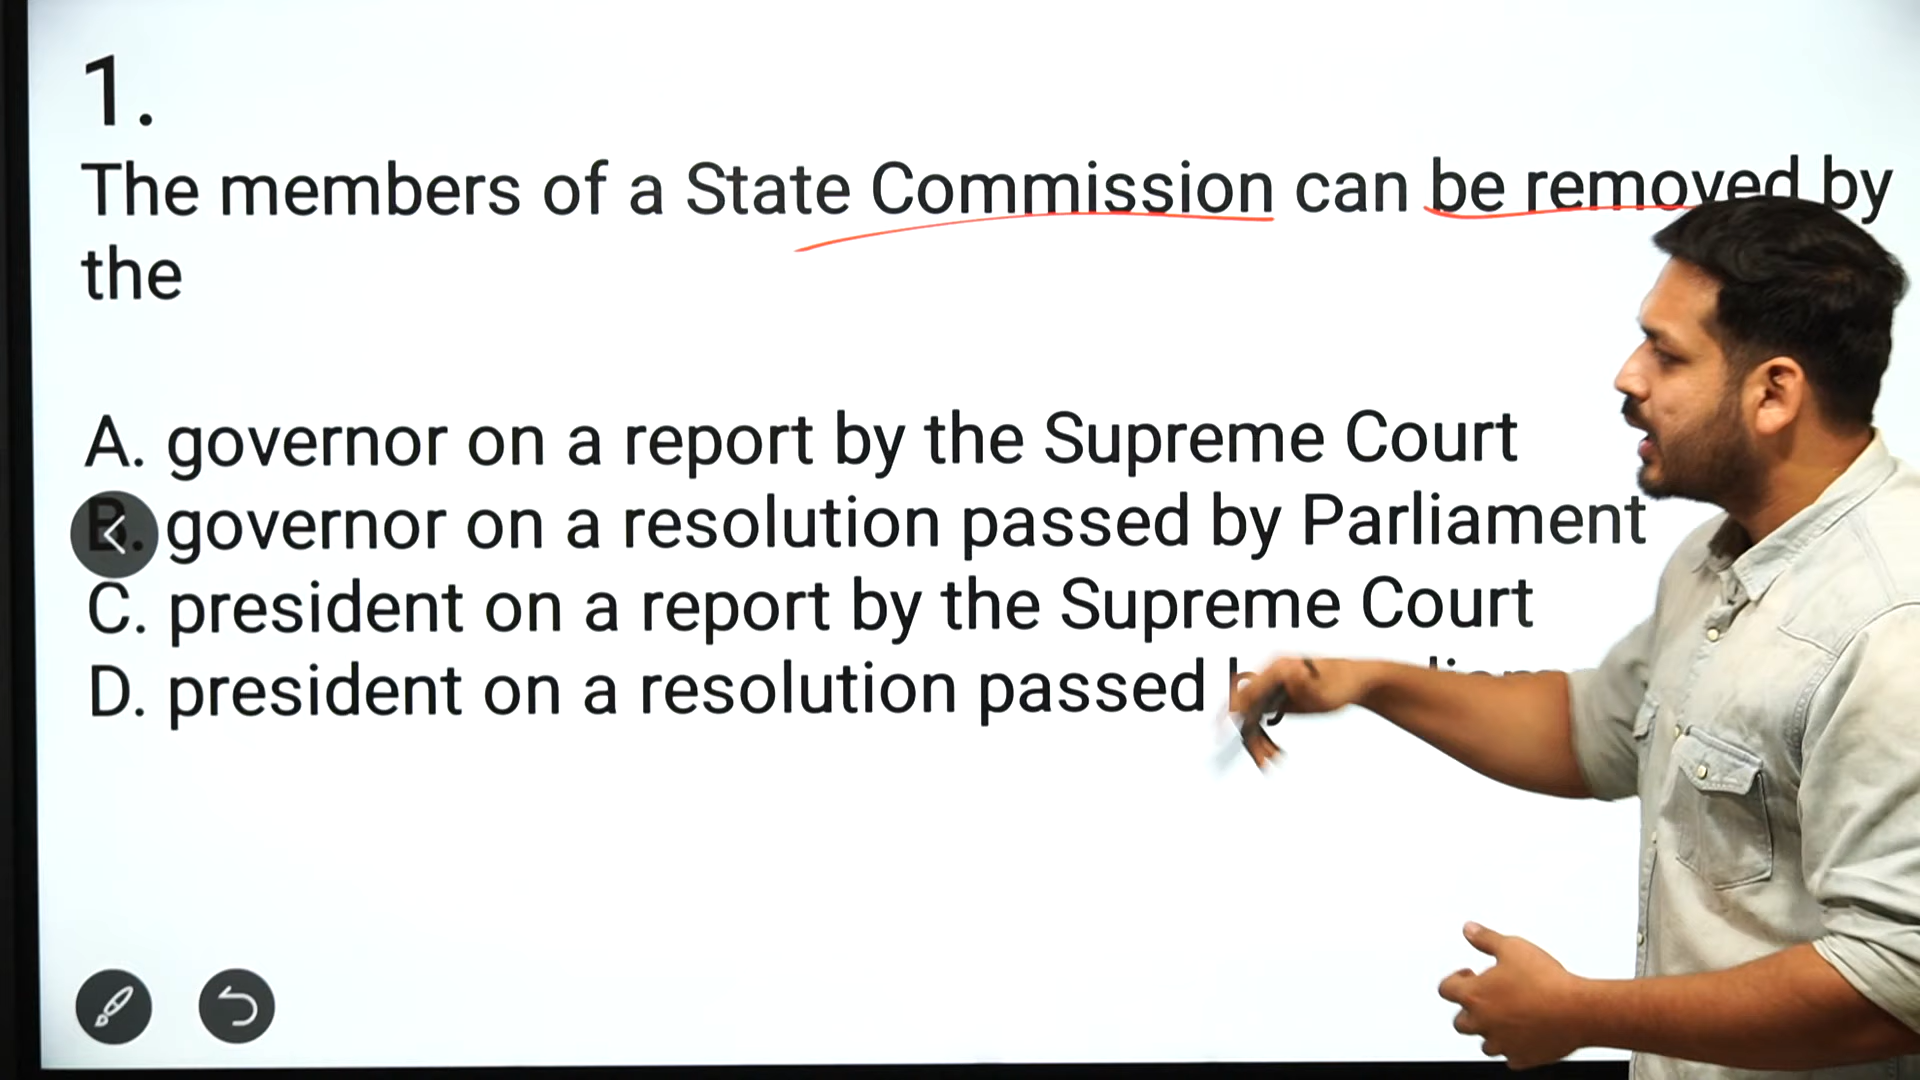 1.
The members of a State Commission can be removed by
the
A. governor on a report by the Supreme Court
B. governor on a resolution passed by Parliament
C. president on a report by the Supreme Court
D. president on a resolution passed